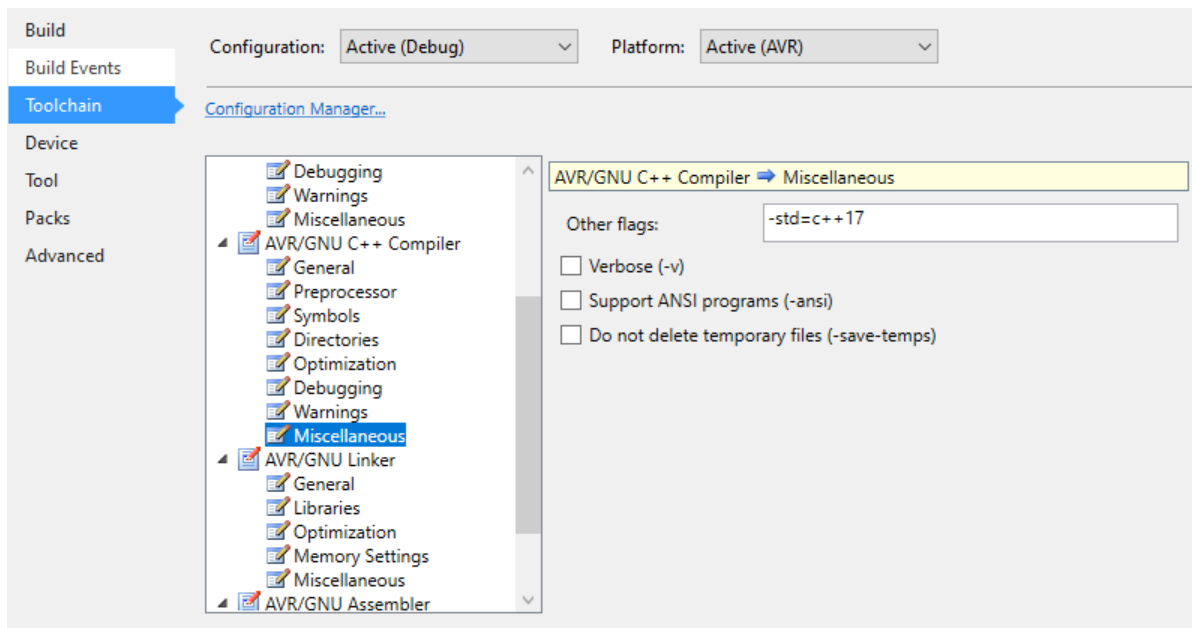 Build
Build Events
Toolchain
Device
Tool
Packs
Advanced
Configuration: Active (Debug) Platform: Active (AVR)
Configuration Manager...
Debugging
Warnings
Miscellaneous
AVR/GNU C++ Compiler
General
Preprocessor
Symbols
Directories
Optimization
Debugging
Warnings
Miscellaneous
AVR/GNU Linker
General
Libraries
Optimization
Memory Settings
Miscellaneous
AVR/GNU Assembler
AVR/GNU C++ Compiler ➡ Miscellaneous
Other flags: -std=c++17
Verbose (-v)
Support ANSI programs (-ansi)
Do not delete temporary files (-save-temps)